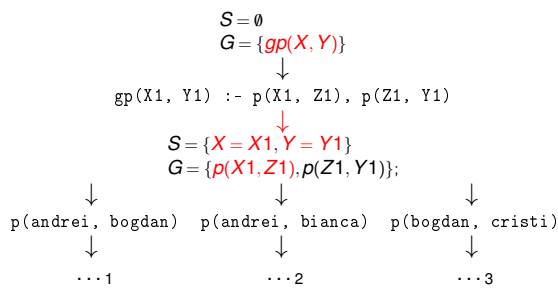 S = ∅
G = {gp(X, Y)}
↓
gp(X1, Y1) :- p(X1, Z1), p(Z1, Y1)
↓
S = {X = X1, Y = Y1}
G = {p(X1, Z1), p(Z1, Y1)};
↓ ↓ ↓
p(andrei, bogdan) p(andrei, bianca) p(bogdan, cristi)
↓ ↓ ↓
···1 ···2 ···3